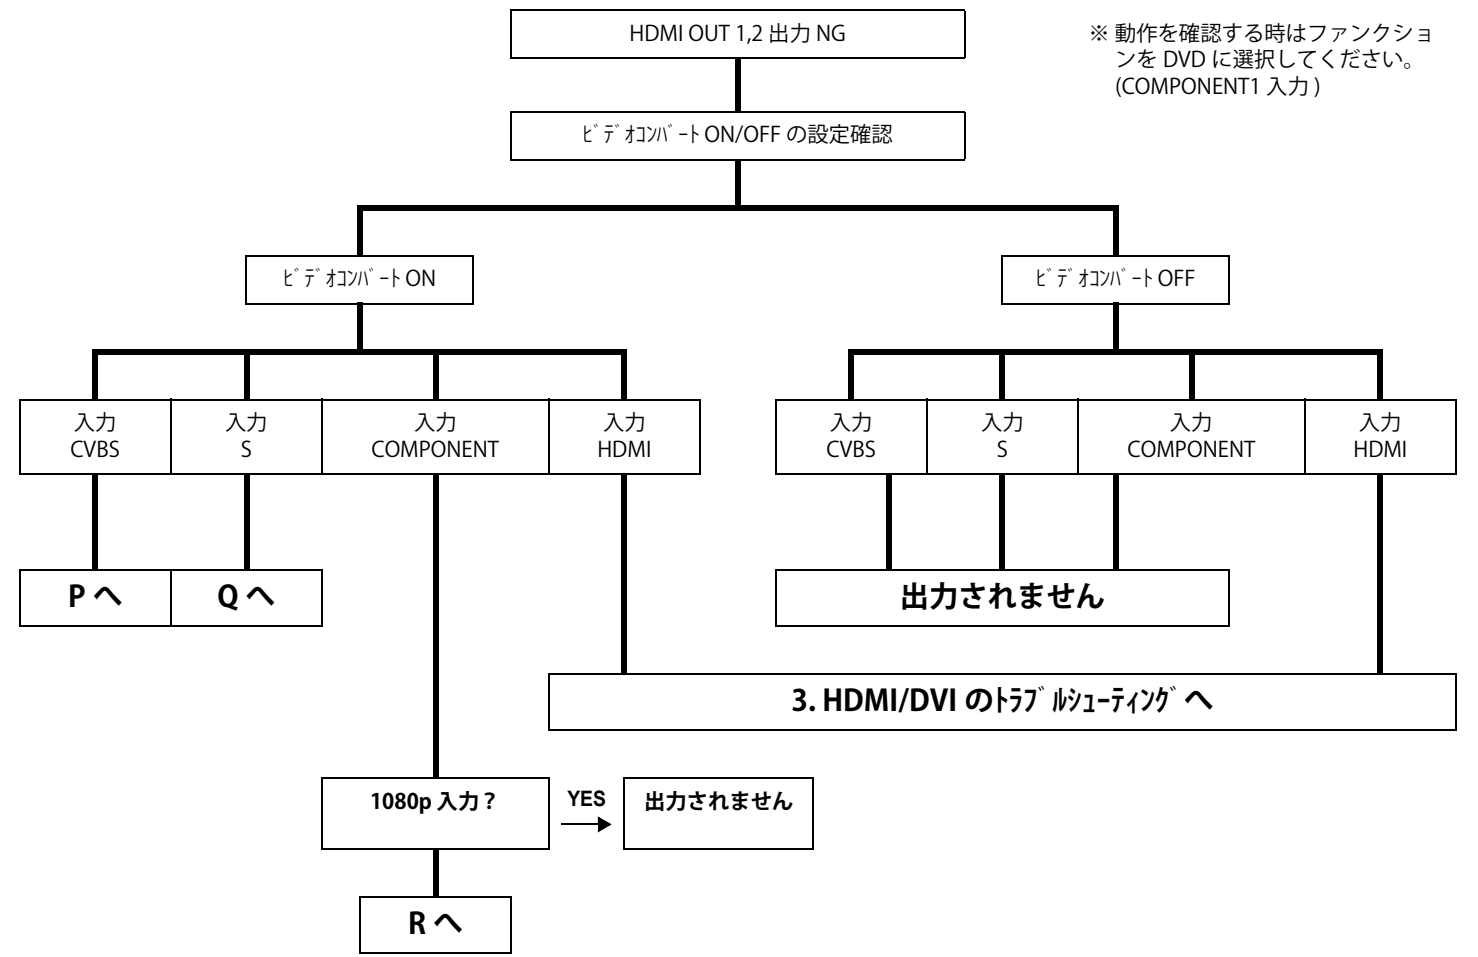 HDMI OUT 1,2 出力 NG
※ 動作を確認する時はファンクショ
ンを DVD に選択してください。
(COMPONENT1 入力 )
ﾋﾞﾃﾞｵｺﾝﾊﾞｰﾄ ON/OFF の設定確認
ﾋﾞﾃﾞｵｺﾝﾊﾞｰﾄ ON
ﾋﾞﾃﾞｵｺﾝﾊﾞｰﾄ OFF
入力
CVBS
入力
S
入力
COMPONENT
入力
HDMI
入力
CVBS
入力
S
入力
COMPONENT
入力
HDMI
P へ
Q へ
出力されません
3. HDMI/DVI のﾄﾗﾌﾞﾙｼｭｰﾃｨﾝｸﾞへ
1080p 入力 ?
YES
出力されません
R へ